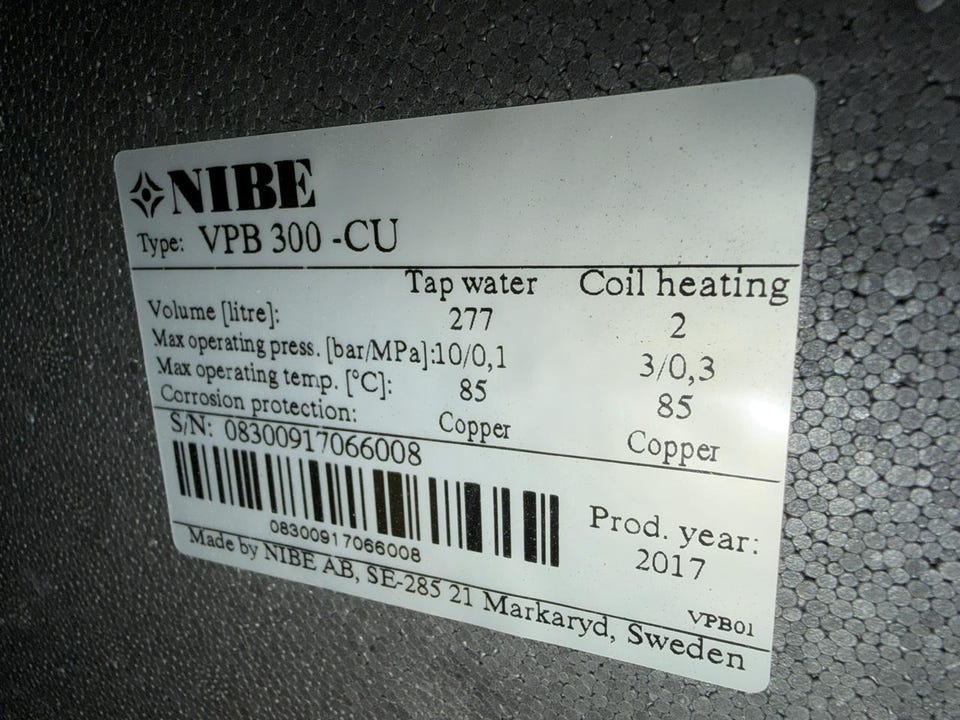 NIBE
Type: VPB 300 -CU
Tap water Coil heating
Volume [litre]: 277 2
Max operating press. [bar/MPa]:10/0,1 3/0,3
Max operating temp. [°C]: 85 85
Corrosion protection: Copper Copper
S/N: 08300917066008
08300917066008
Prod. year:
2017
VPB01
Made by NIBE AB, SE-285 21 Markaryd, Sweden